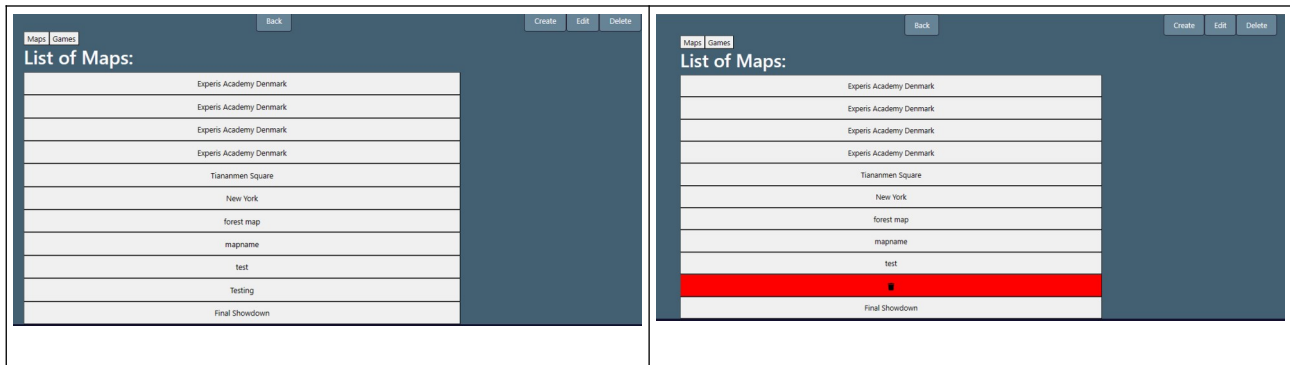 Back
Create Edit Delete
Maps Games
List of Maps:
Experis Academy Denmark
Experis Academy Denmark
Experis Academy Denmark
Experis Academy Denmark
Tiananmen Square
New York
forest map
mapname
test
Testing
Final Showdown
Back
Create Edit Delete
Maps Games
List of Maps:
Experis Academy Denmark
Experis Academy Denmark
Experis Academy Denmark
Experis Academy Denmark
Tiananmen Square
New York
forest map
mapname
test
Final Showdown